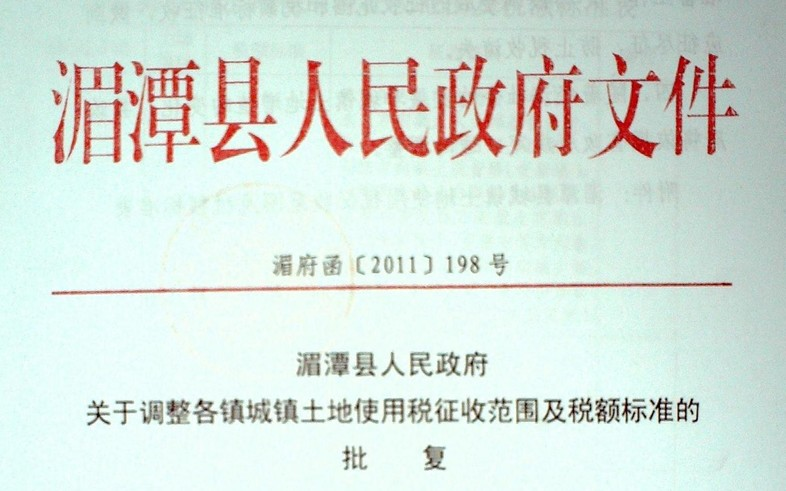 湄潭县人民政府文件
湄府函〔2011〕198号
湄潭县人民政府
关于调整各镇城镇土地使用税征收范围及税额标准的
批 复